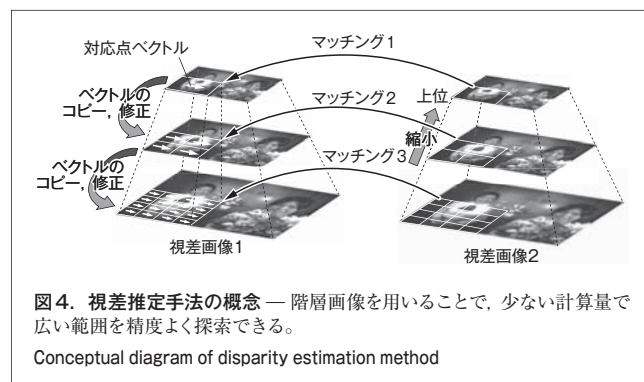 対応点ベクトル
マッチング1
ベクトルの
コピー, 修正
マッチング2
上位
縮小
ベクトルの
コピー, 修正
マッチング3
視差画像1
視差画像2
図4. 視差推定手法の概念 — 階層画像を用いることで, 少ない計算量で
広い範囲を精度よく探索できる。
Conceptual diagram of disparity estimation method